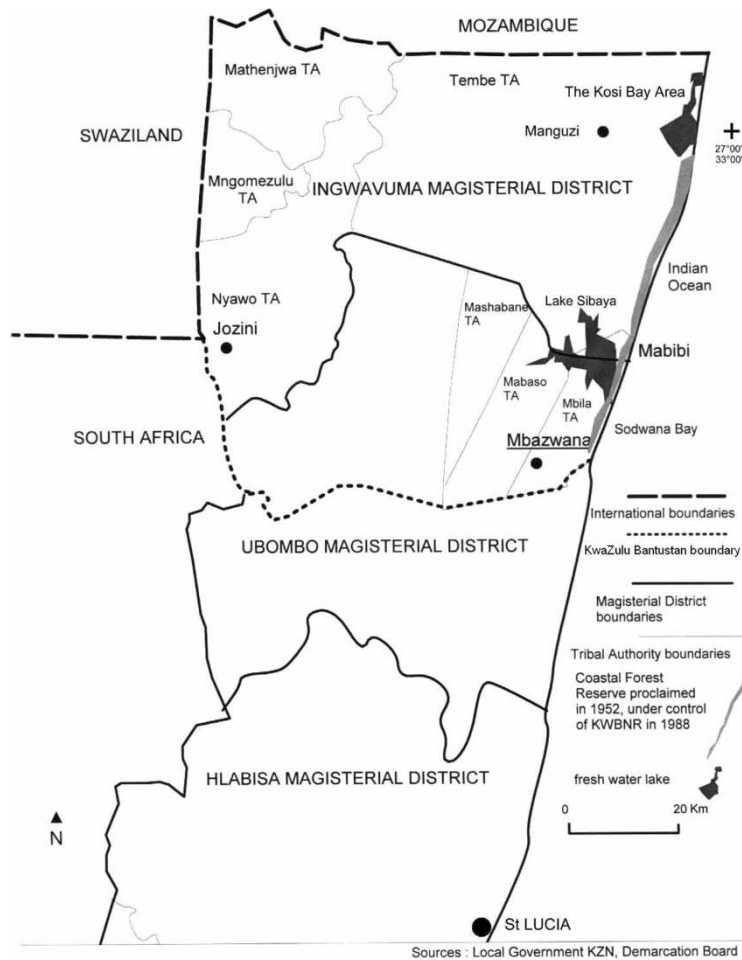 MOZAMBIQUE
Mathenjwa TA
Tembe TA
The Kosi Bay Area
SWAZILAND
Manguzi
27°00'
33°00'
Mngomezulu
TA
INGWAVUMA MAGISTERIAL DISTRICT
Indian
Ocean
Nyawo TA
Jozini
Mashabane
TA
Lake Sibaya
Mabibi
Mabaso
TA
Mbila
TA
SOUTH AFRICA
Sodwana Bay
Mbazwana
International boundaries
UBOMBO MAGISTERIAL DISTRICT
KwaZulu Bantustan boundary
Magisterial District
boundaries
Tribal Authority boundaries
Coastal Forest
Reserve proclaimed
in 1952, under control
of KWBNR in 1988
HLABISA MAGISTERIAL DISTRICT
fresh water lake
0 20 Km
N
St LUCIA
Sources : Local Government KZN, Demarcation Board